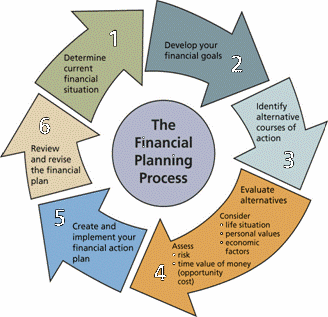 The
Financial
Planning
Process
1
Determine
current
financial
situation
Develop your
financial goals
2
Identify
alternative
courses of
action
3
Evaluate
alternatives
Consider
• life situation
• personal values
• economic
factors
Assess
• risk
• time value of money
(opportunity
cost)
4
5
Create and
implement your
financial action
plan
6
Review
and revise
the financial
plan